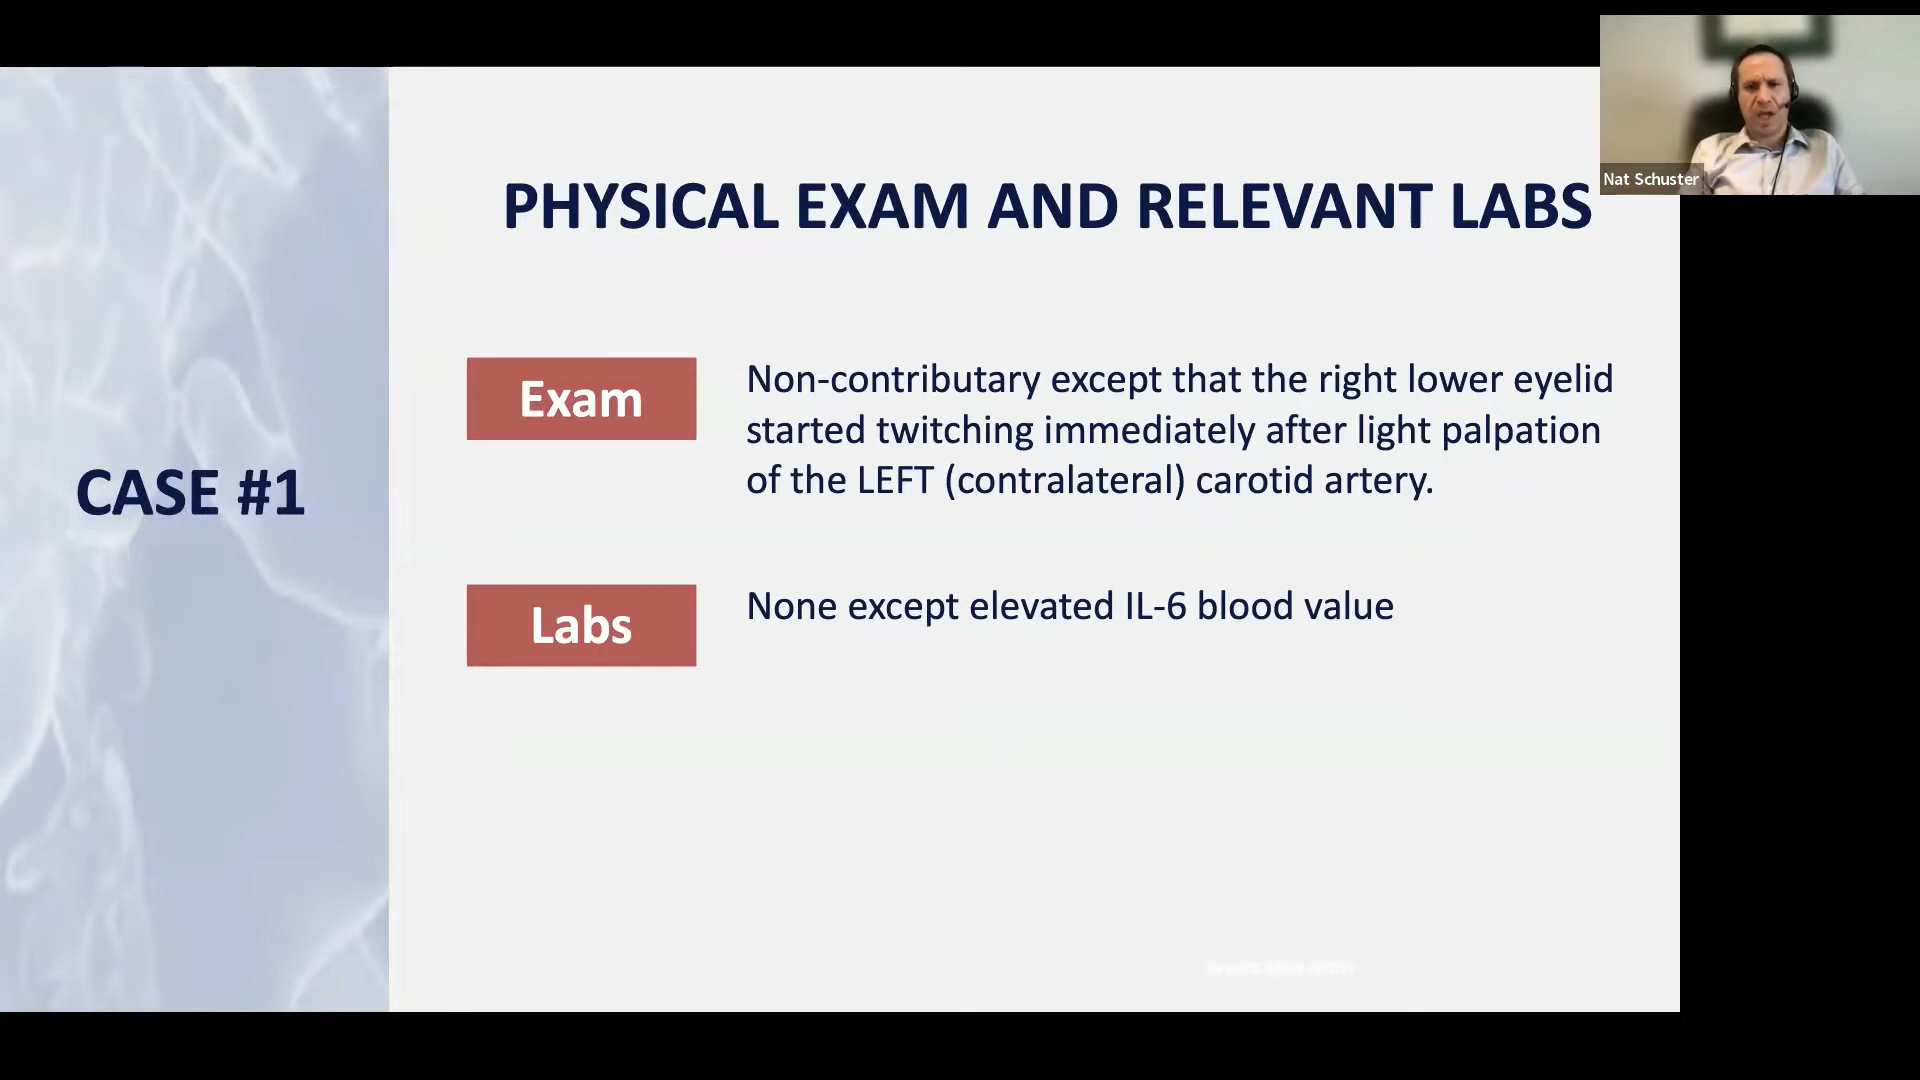 Nat Schuster
PHYSICAL EXAM AND RELEVANT LABS
CASE #1
Exam
Non-contributary except that the right lower eyelid
started twitching immediately after light palpation
of the LEFT (contralateral) carotid artery.
Labs
None except elevated IL-6 blood value